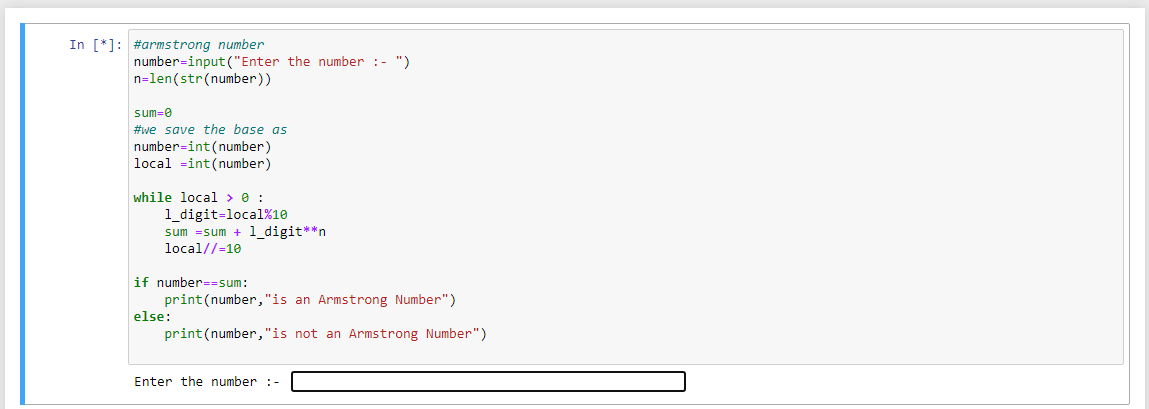 In [*]: #armstrong number
number=input("Enter the number :- ")
n=len(str(number))
sum=0
#we save the base as
number=int(number)
local =int(number)
while local > 0 :
l_digit=local%10
sum =sum + l_digit**n
local//=10
if number==sum:
print(number,"is an Armstrong Number")
else:
print(number,"is not an Armstrong Number")
Enter the number :-